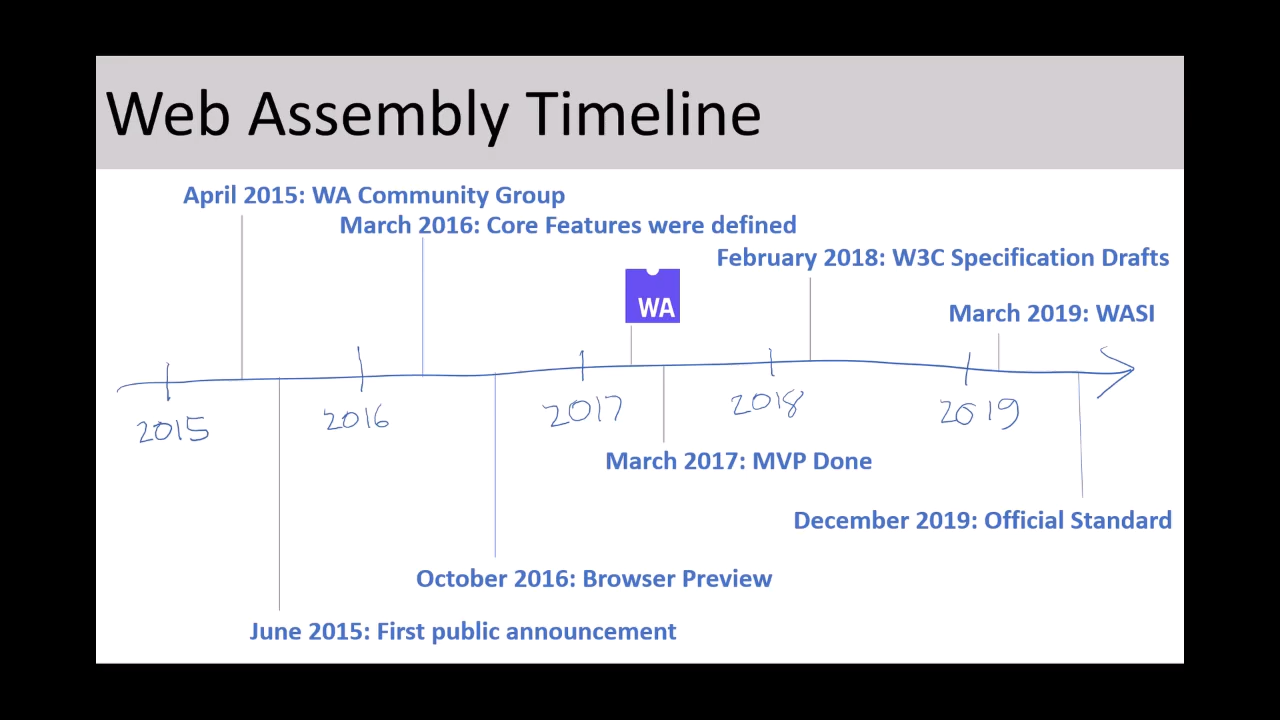 Web Assembly Timeline
April 2015: WA Community Group
March 2016: Core Features were defined
February 2018: W3C Specification Drafts
WA
March 2019: WASI
2015
2016
2017
2018
2019
March 2017: MVP Done
December 2019: Official Standard
October 2016: Browser Preview
June 2015: First public announcement